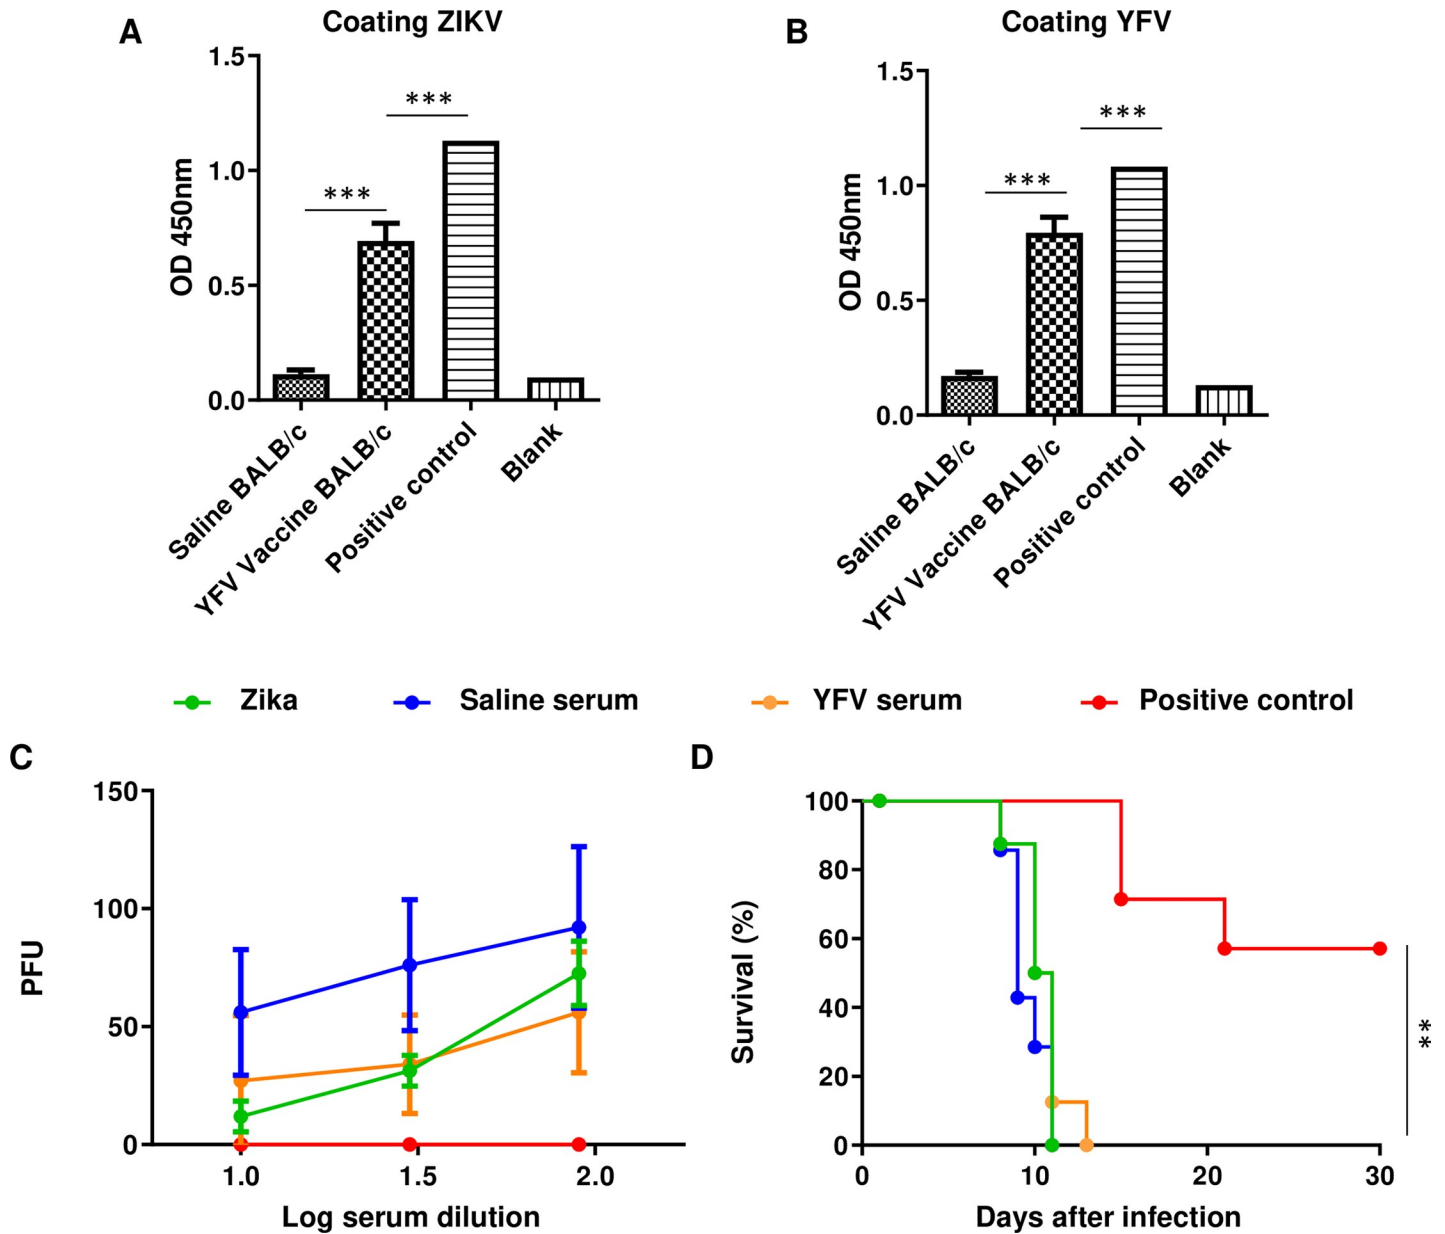 A
Coating ZIKV
OD 450nm
1.5
1.0
0.5
0.0
***
***
Saline BALB/c
YFV Vaccine BALB/c
Positive control
Blank
B
Coating YFV
OD 450nm
1.5
1.0
0.5
0.0
***
***
Saline BALB/c
YFV Vaccine BALB/c
Positive control
Blank
Zika
Saline serum
YFV serum
Positive control
C
PFU
150
100
50
0
1.0
1.5
2.0
Log serum dilution
D
Survival (%)
100
80
60
40
20
0
0
10
20
30
**
Days after infection